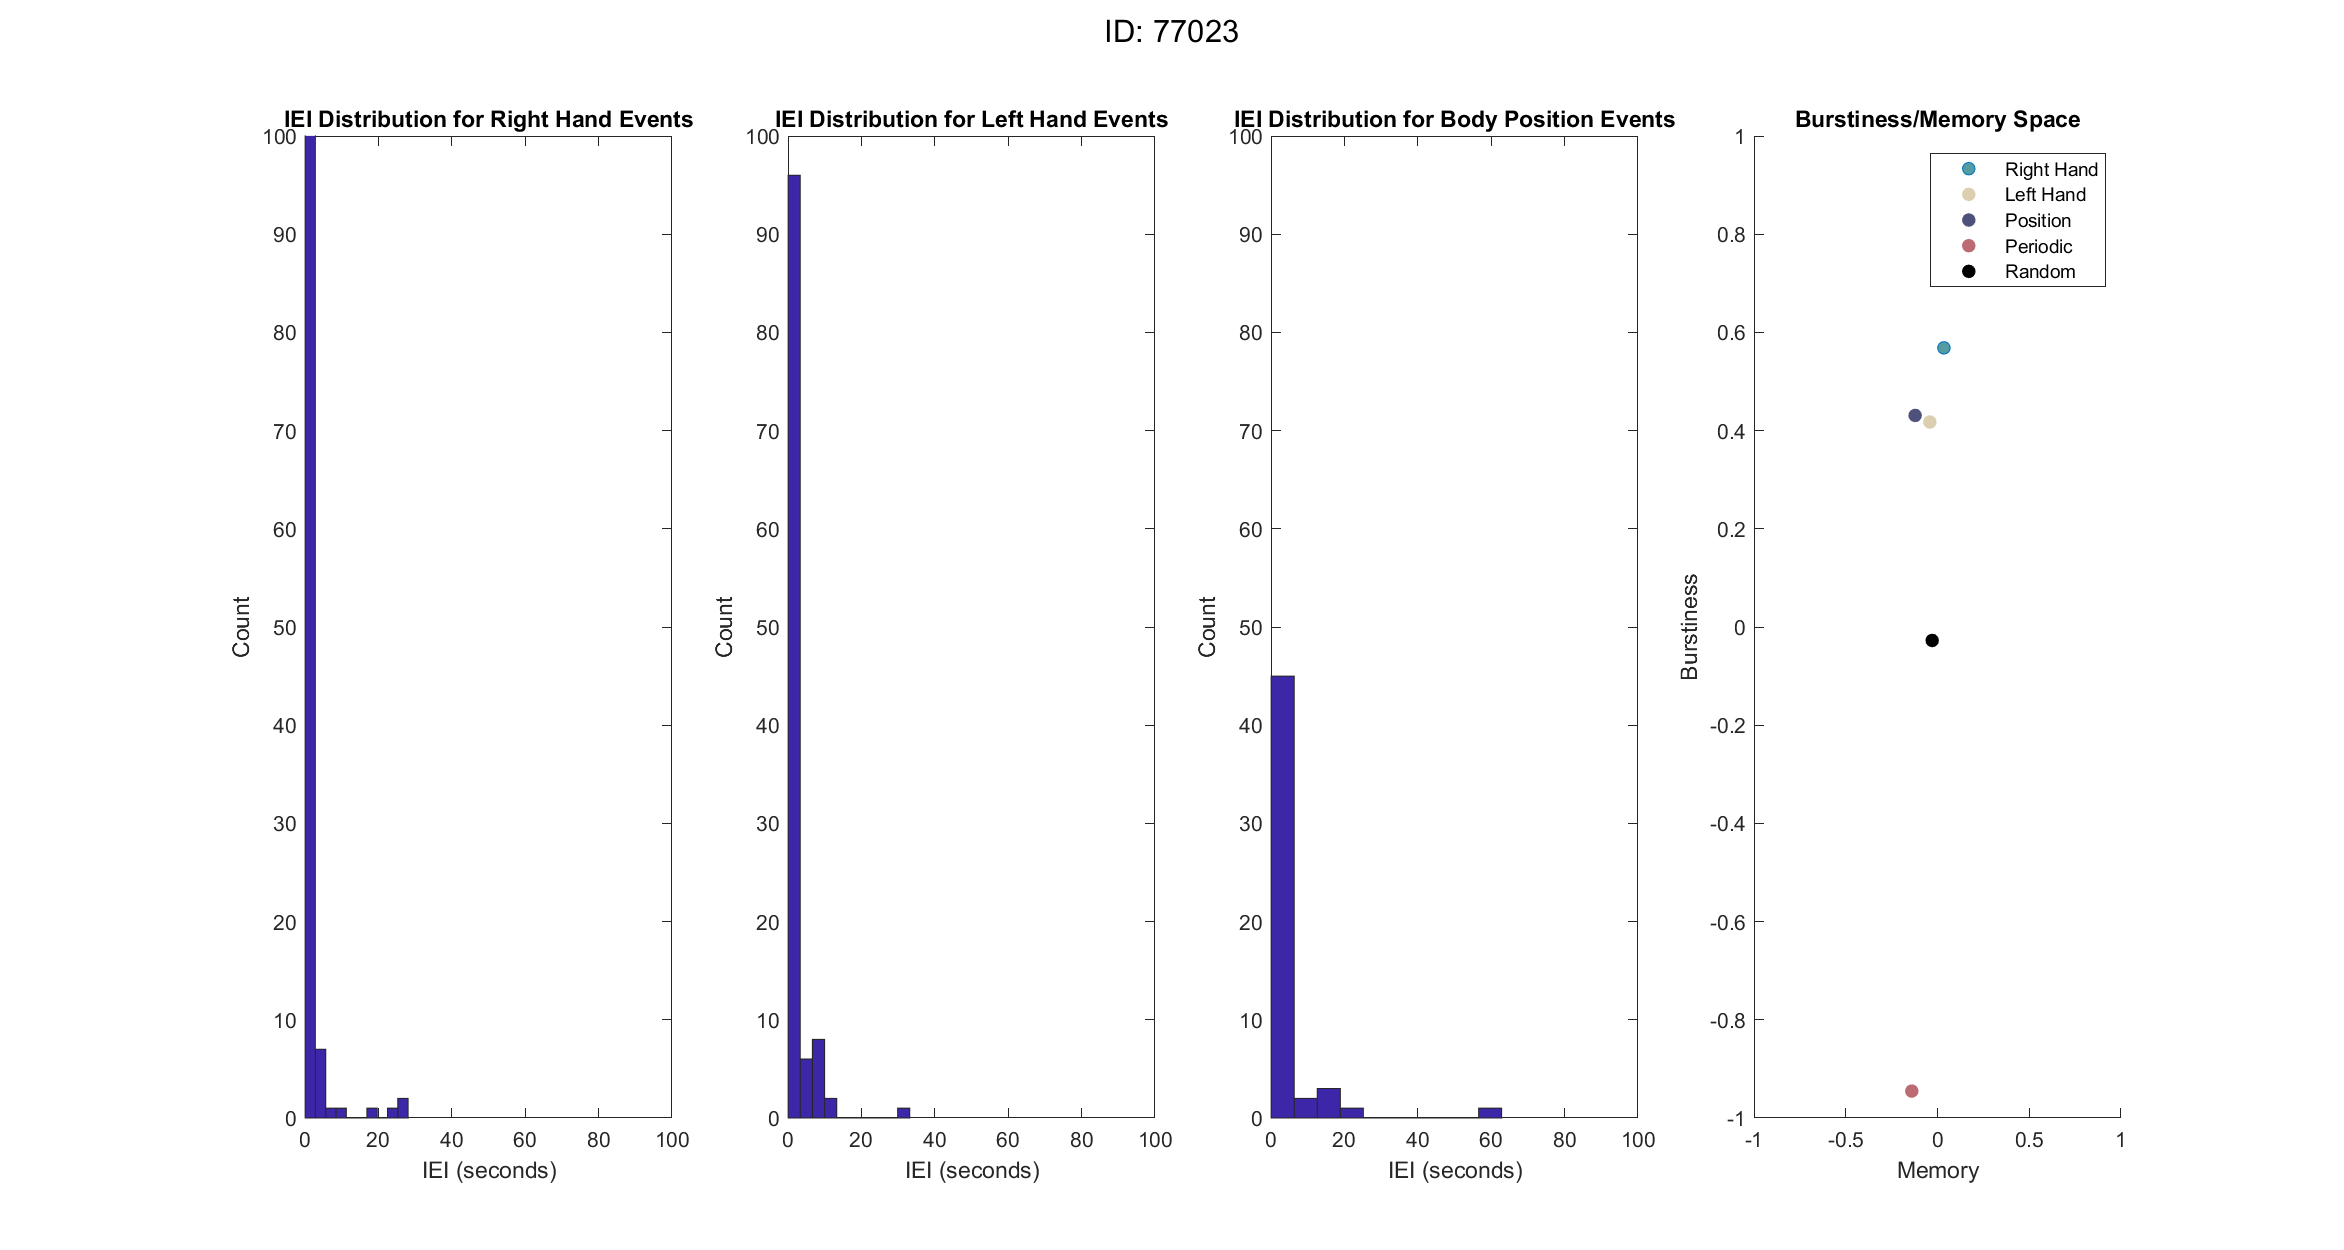 ID: 77023
IEI Distribution for Right Hand Events
100
90
80
70
60
50
40
30
20
10
0
Count
0 20 40 60 80 100
IEI (seconds)
IEI Distribution for Left Hand Events
100
90
80
70
60
50
40
30
20
10
0
Count
0 20 40 60 80 100
IEI (seconds)
IEI Distribution for Body Position Events
100
90
80
70
60
50
40
30
20
10
0
Count
0 20 40 60 80 100
IEI (seconds)
Burstiness/Memory Space
1
0.8
0.6
0.4
0.2
0
-0.2
-0.4
-0.6
-0.8
-1
Burstiness
-1 -0.5 0 0.5 1
Memory
Right Hand
Left Hand
Position
Periodic
Random